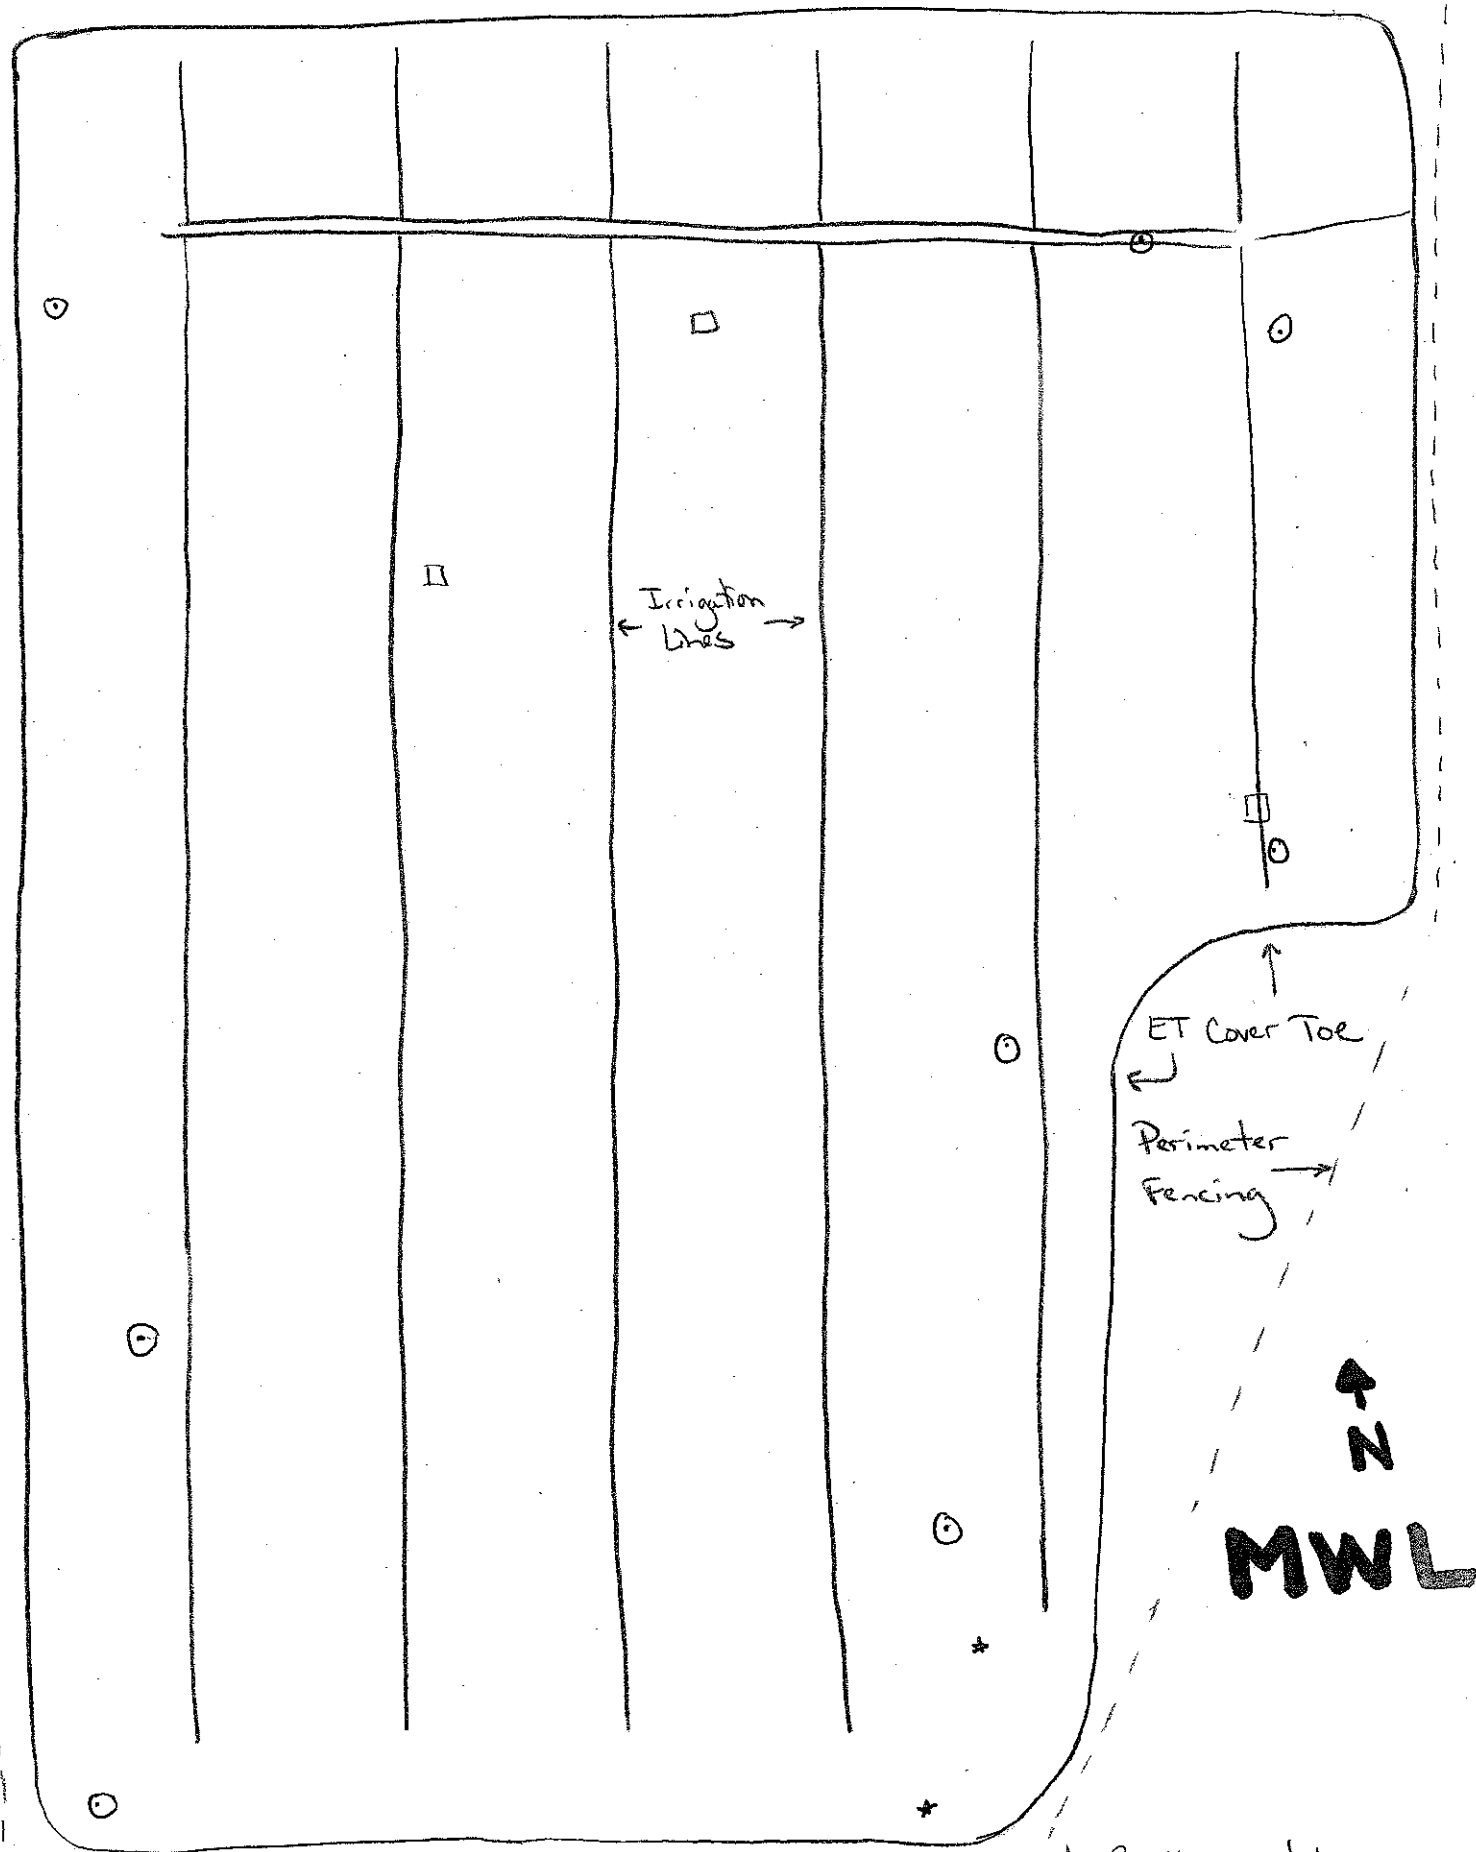 Irrigation
Lines
ET Cover Toe
Perimeter
Fencing
N
MWL